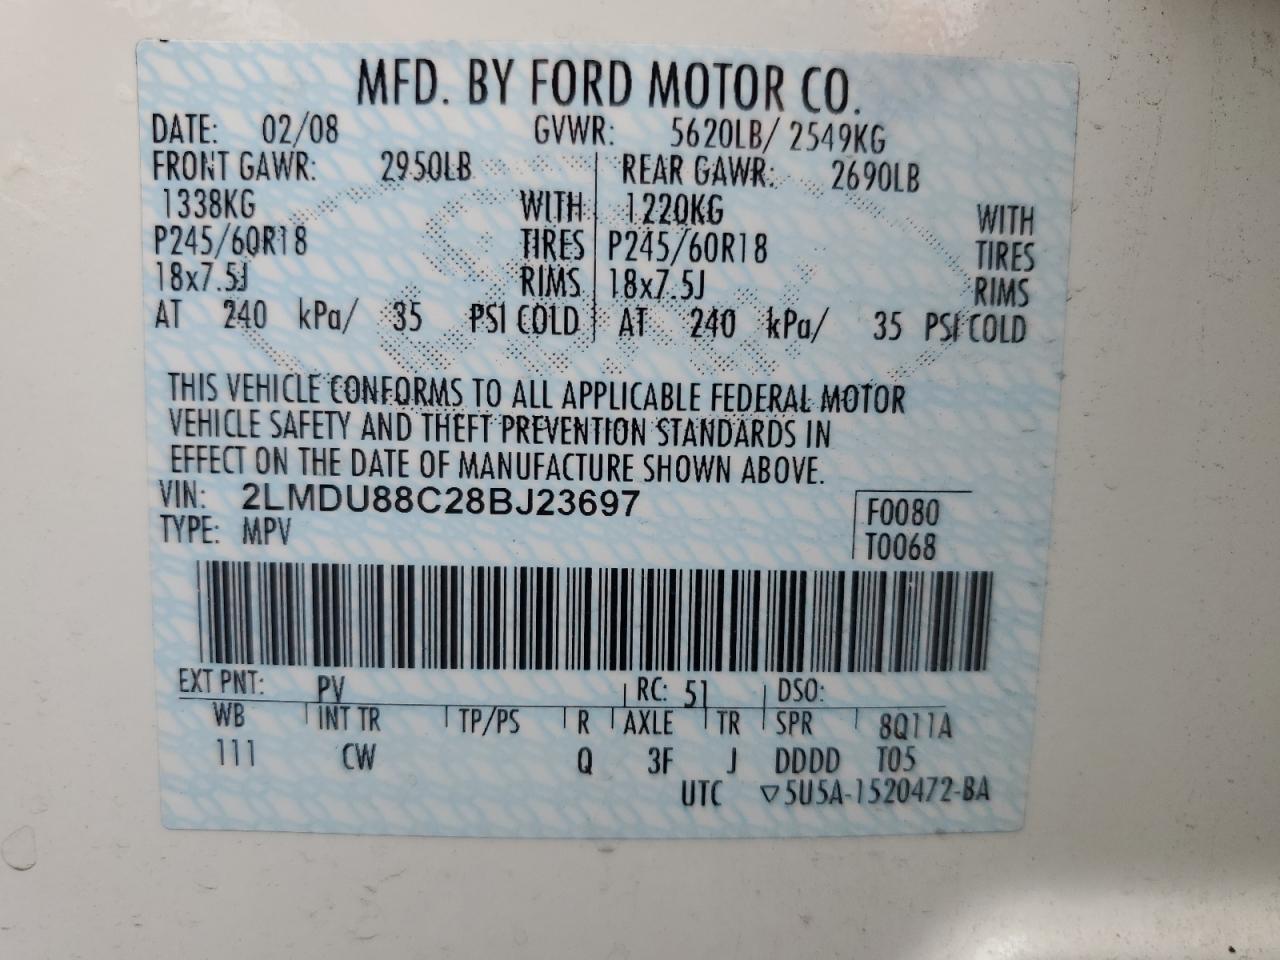 MFD. BY FORD MOTOR CO.
DATE: 02/08 GVWR: 5620LB/ 2549KG
FRONT GAWR: 2950LB REAR GAWR: 2690LB
1338KG WITH 1220KG WITH
P245/60R18 TIRES P245/60R18 TIRES
18x7.5J RIMS 18x7.5J RIMS
AT 240 kPa/ 35 PSI COLD AT 240 kPa/ 35 PSI COLD
THIS VEHICLE CONFORMS TO ALL APPLICABLE FEDERAL MOTOR
VEHICLE SAFETY AND THEFT PREVENTION STANDARDS IN
EFFECT ON THE DATE OF MANUFACTURE SHOWN ABOVE.
VIN: 2LMDU88C28BJ23697 F0080
TYPE: MPV T0068
EXT PNT: PV RC: 51 DSO:
WB INT TR TP/PS R AXLE TR SPR 8Q11A
111 CW Q 3F J DDDD T05
UTC ▽5U5A-1520472-BA